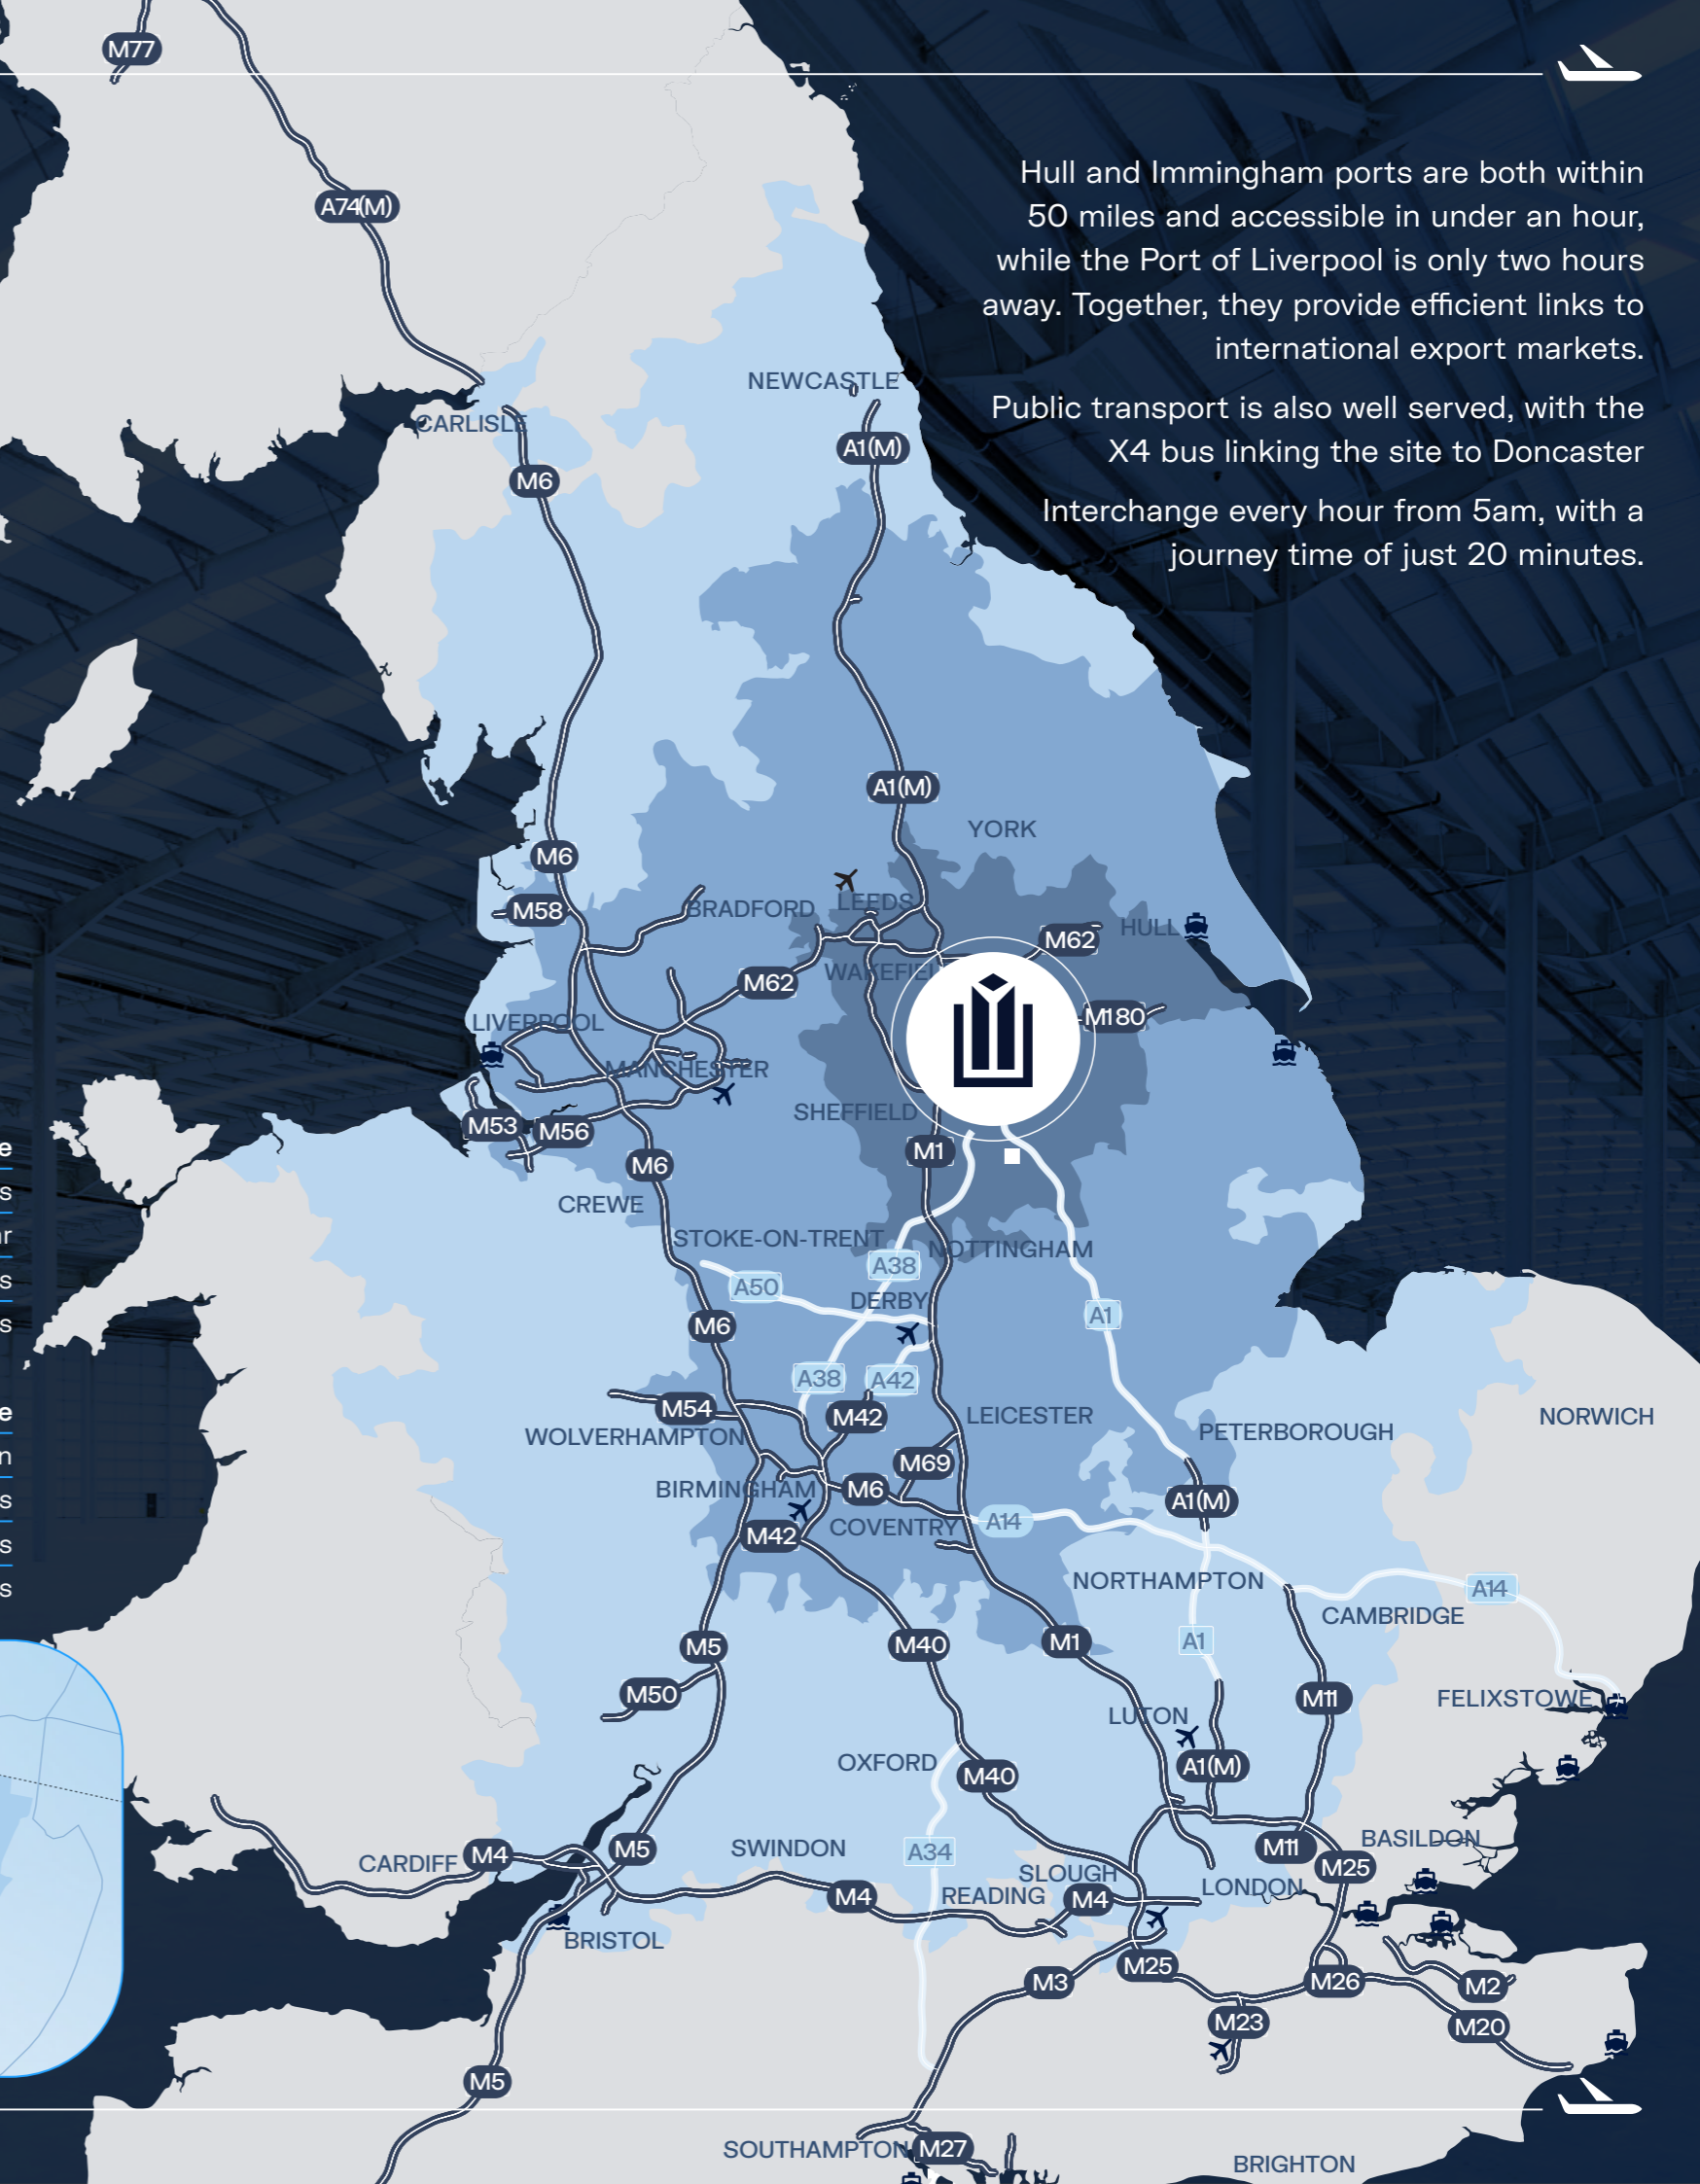 M77
A74(M)
Hull and Immingham ports are both within
50 miles and accessible in under an hour,
while the Port of Liverpool is only two hours
away. Together, they provide efficient links to
international export markets.
Public transport is also well served, with the
X4 bus linking the site to Doncaster
Interchange every hour from 5am, with a
journey time of just 20 minutes.
NEWCASTLE
CARLISLE
A1(M)
M6
A1(M)
YORK
M6
M58
BRADFORD
LEEDS
HULL
M62
WAKEFIEL
M62
LIVERPOOL
M180
MANCHESTER
SHEFFIELD
M53
M56
M1
M6
CREWE
STOKE-ON-TRENT
NOTTINGHAM
A38
A50
DERBY
A1
M6
A38
A42
M54
M42
LEICESTER
NORWICH
WOLVERHAMPTON
PETERBOROUGH
M69
BIRMINGHAM
M6
A1(M)
M42
COVENTRY
A14
NORTHAMPTON
A14
CAMBRIDGE
M5
M40
M1
A1
M50
M11
FELIXSTOWE
LUTON
OXFORD
M40
A1(M)
CARDIFF
M4
M5
SWINDON
A34
M11
BASILDON
M25
SLOUGH
M4
READING
M4
LONDON
BRISTOL
M3
M25
M26
M2
M23
M20
M5
SOUTHAMPTON
M27
BRIGHTON
e
s
r
s
s
e
n
s
s
s